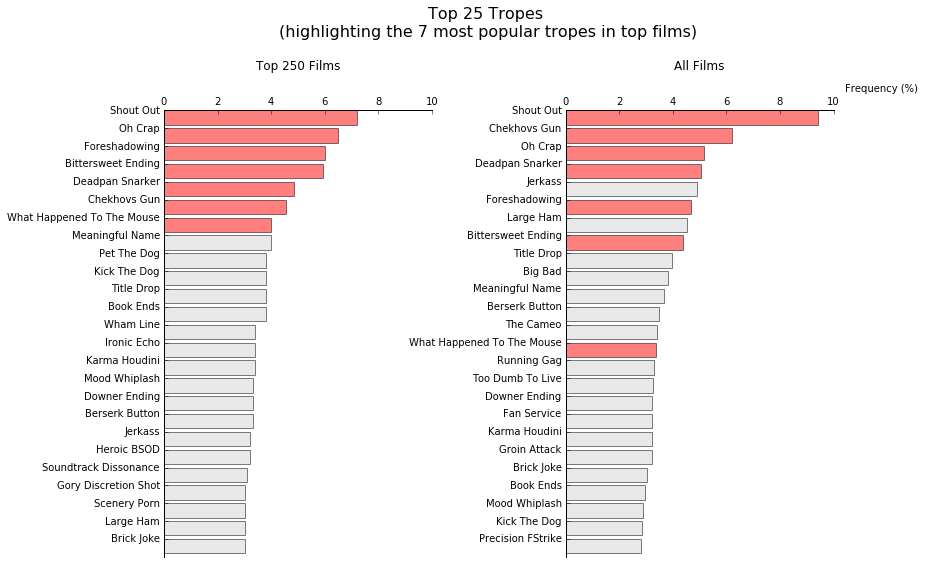 Top 25 Tropes
(highlighting the 7 most popular tropes in top films)
Top 250 Films
0 2 4 6 8 10
Shout Out
Oh Crap
Foreshadowing
Bittersweet Ending
Deadpan Snarker
Chekhovs Gun
What Happened To The Mouse
Meaningful Name
Pet The Dog
Kick The Dog
Title Drop
Book Ends
Wham Line
Ironic Echo
Karma Houdini
Mood Whiplash
Downer Ending
Berserk Button
Jerkass
Heroic BSOD
Soundtrack Dissonance
Gory Discretion Shot
Scenery Porn
Large Ham
Brick Joke
All Films
Frequency (%)
0 2 4 6 8 10
Shout Out
Chekhovs Gun
Oh Crap
Deadpan Snarker
Jerkass
Foreshadowing
Large Ham
Bittersweet Ending
Title Drop
Big Bad
Meaningful Name
Berserk Button
The Cameo
What Happened To The Mouse
Running Gag
Too Dumb To Live
Downer Ending
Fan Service
Karma Houdini
Groin Attack
Brick Joke
Book Ends
Mood Whiplash
Kick The Dog
Precision FStrike